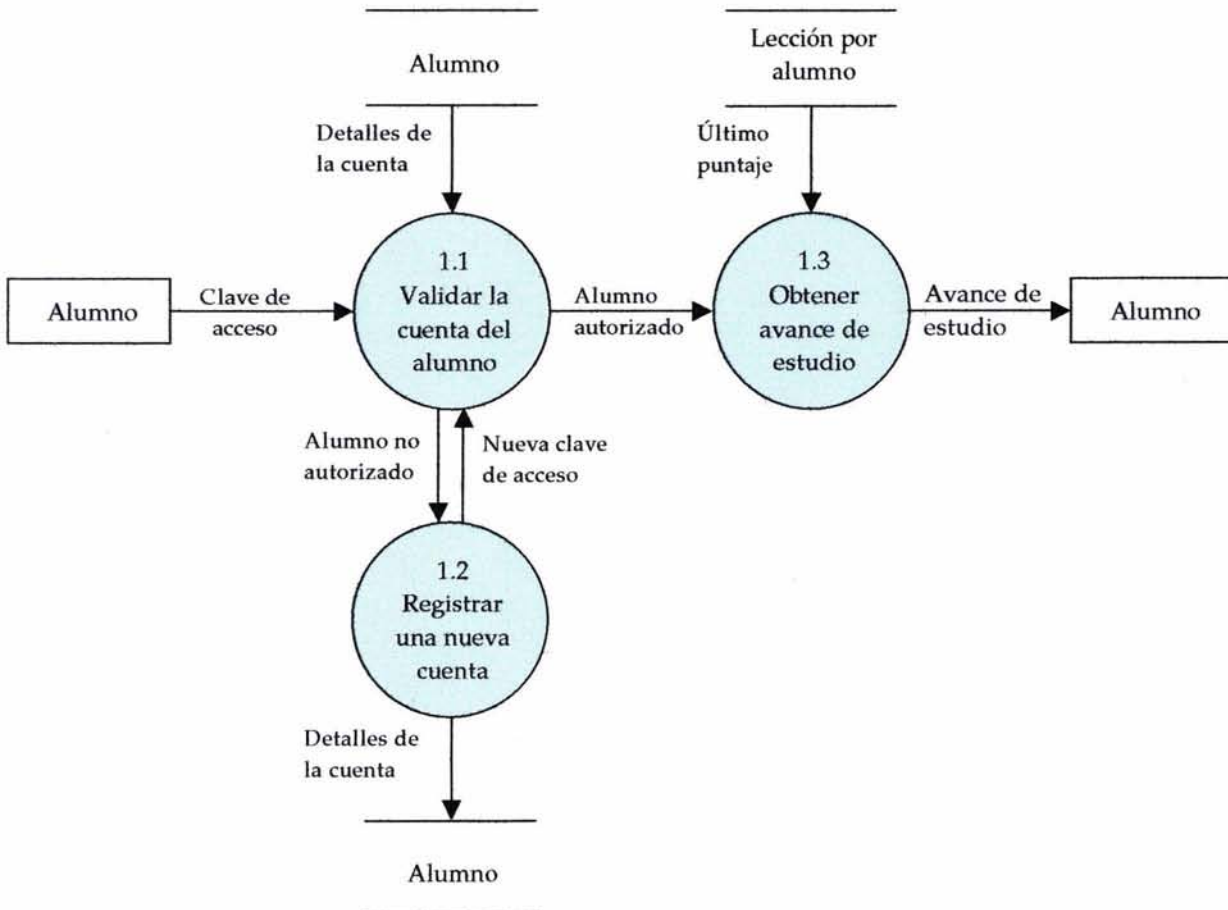 Alumno
Lección por
alumno
Detalles de
la cuenta
Último
puntaje
Alumno
Clave de
acceso
1.1
Validar la
cuenta del
alumno
Alumno
autorizado
1.3
Obtener
avance de
estudio
Avance de
estudio
Alumno
Alumno no
autorizado
Nueva clave
de acceso
1.2
Registrar
una nueva
cuenta
Detalles de
la cuenta
Alumno